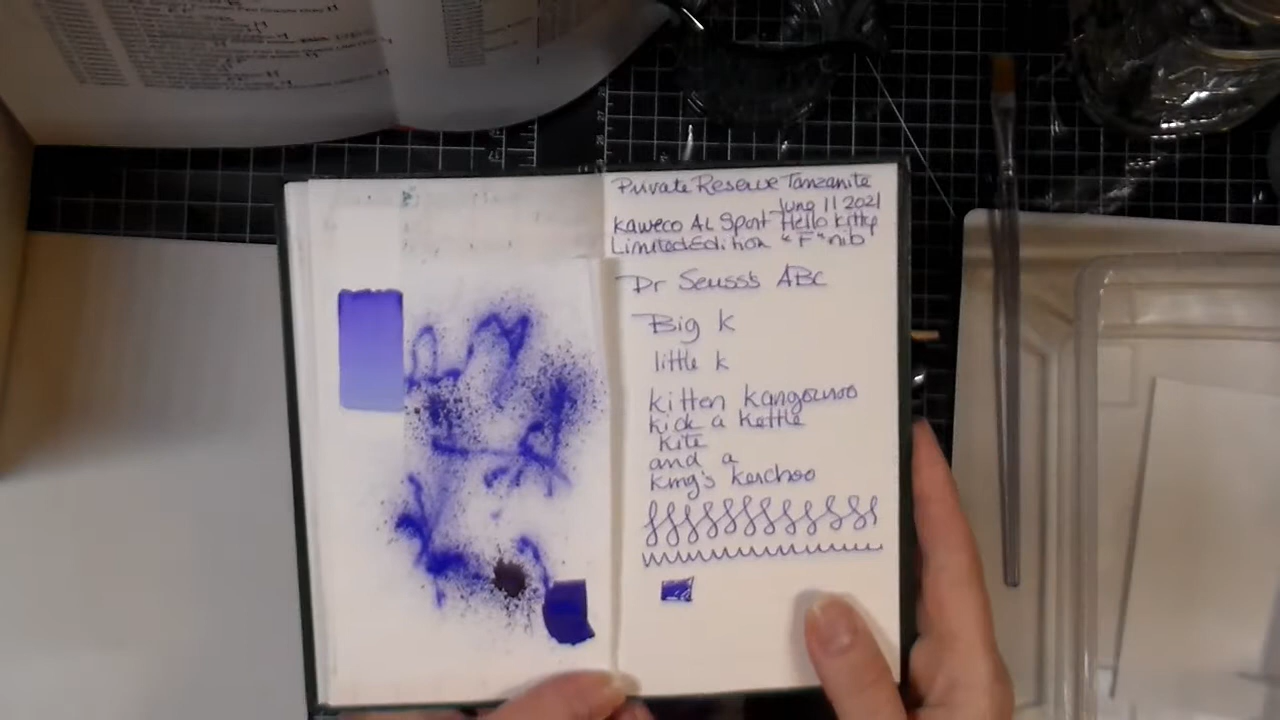 Private Reserve Tanzanite
June 11 2021
Kaweco AL Sport Hello Kitty
Limited Edition "F" nib
Dr Seuss's ABC
Big k
little k
kitten kangaroo
kick a kettle
kite
and a
king's kerchoo